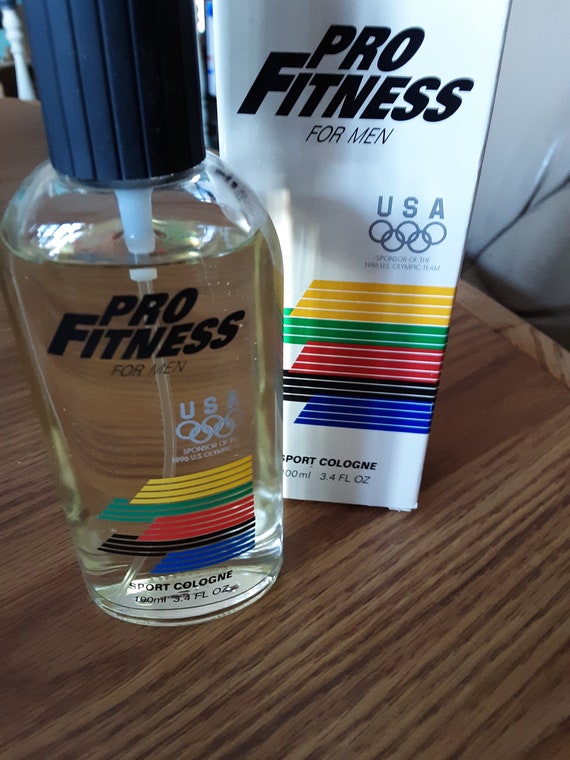 PRO
FITNESS
FOR MEN
USA
SPONSOR OF THE
1996 U.S. OLYMPIC TEAM
SPORT COLOGNE
100ml 3.4 FL OZ
PRO
FITNESS
FOR MEN
USA
SPONSOR OF THE
1996 U.S. OLYMPIC
SPORT COLOGNE
100ml 3.4 FL OZ